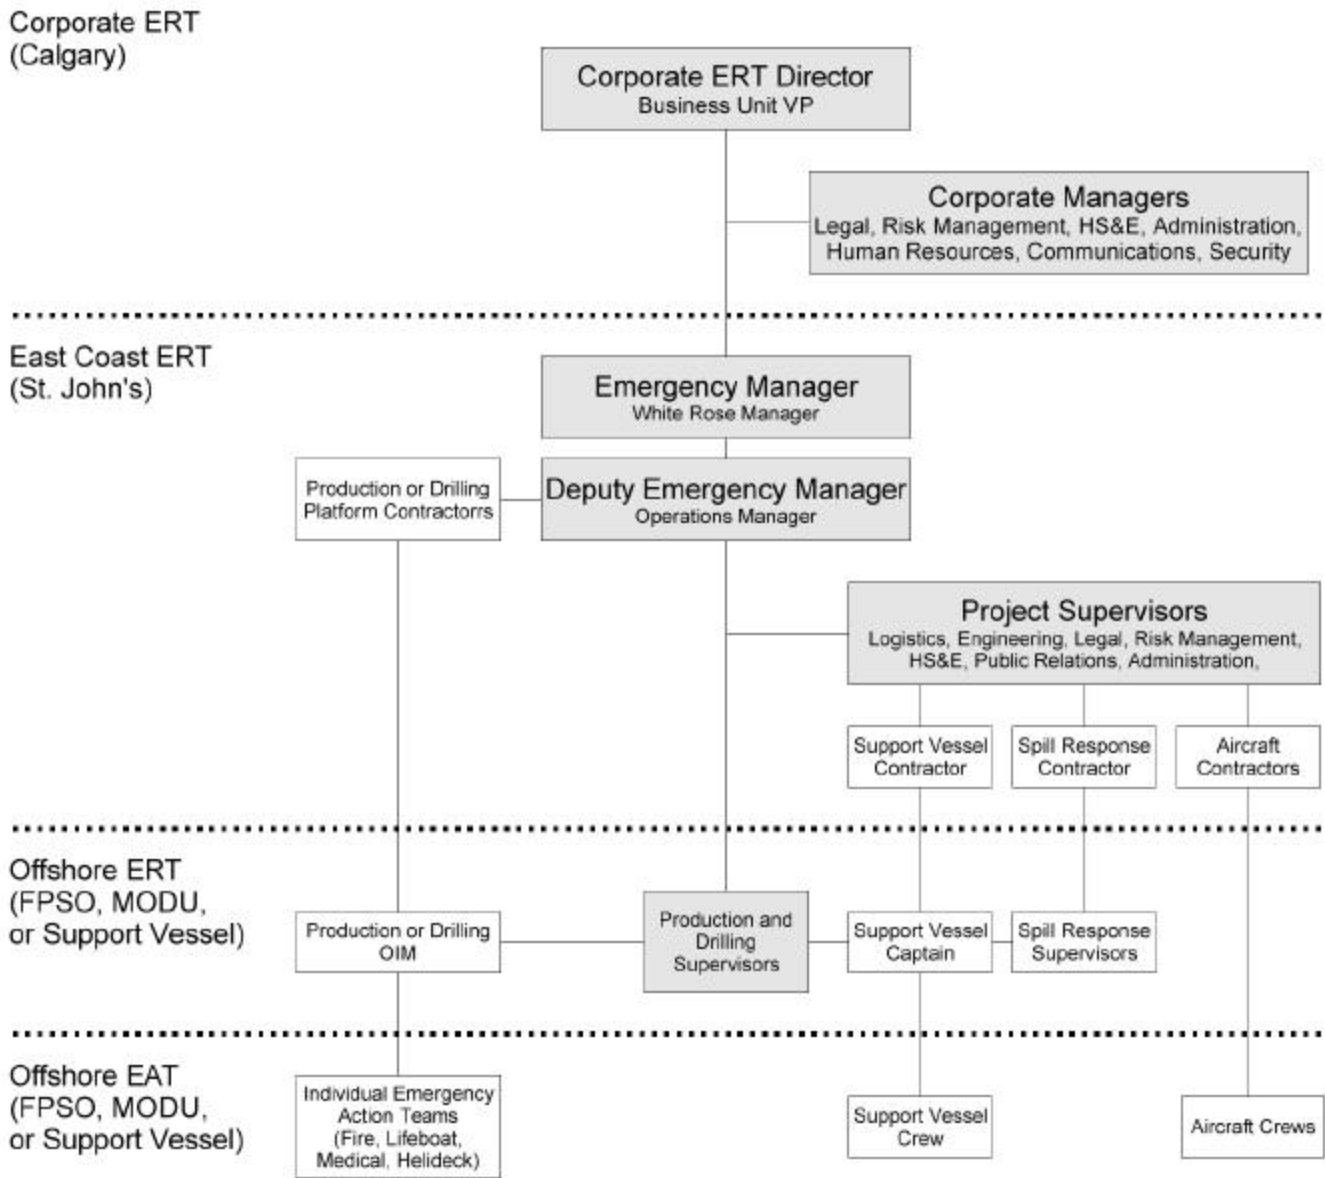 Corporate ERT
(Calgary)
Corporate ERT Director
Business Unit VP
Corporate Managers
Legal, Risk Management, HS&E, Administration,
Human Resources, Communications, Security
East Coast ERT
(St. John's)
Emergency Manager
White Rose Manager
Production or Drilling
Platform Contractorrs
Deputy Emergency Manager
Operations Manager
Project Supervisors
Logistics, Engineering, Legal, Risk Management,
HS&E, Public Relations, Administration,
Support Vessel
Contractor
Spill Response
Contractor
Aircraft
Contractors
Offshore ERT
(FPSO, MODU,
or Support Vessel)
Production or Drilling
OIM
Production and
Drilling
Supervisors
Support Vessel
Captain
Spill Response
Supervisors
Offshore EAT
(FPSO, MODU,
or Support Vessel)
Individual Emergency
Action Teams
(Fire, Lifeboat,
Medical, Helideck)
Support Vessel
Crew
Aircraft Crews